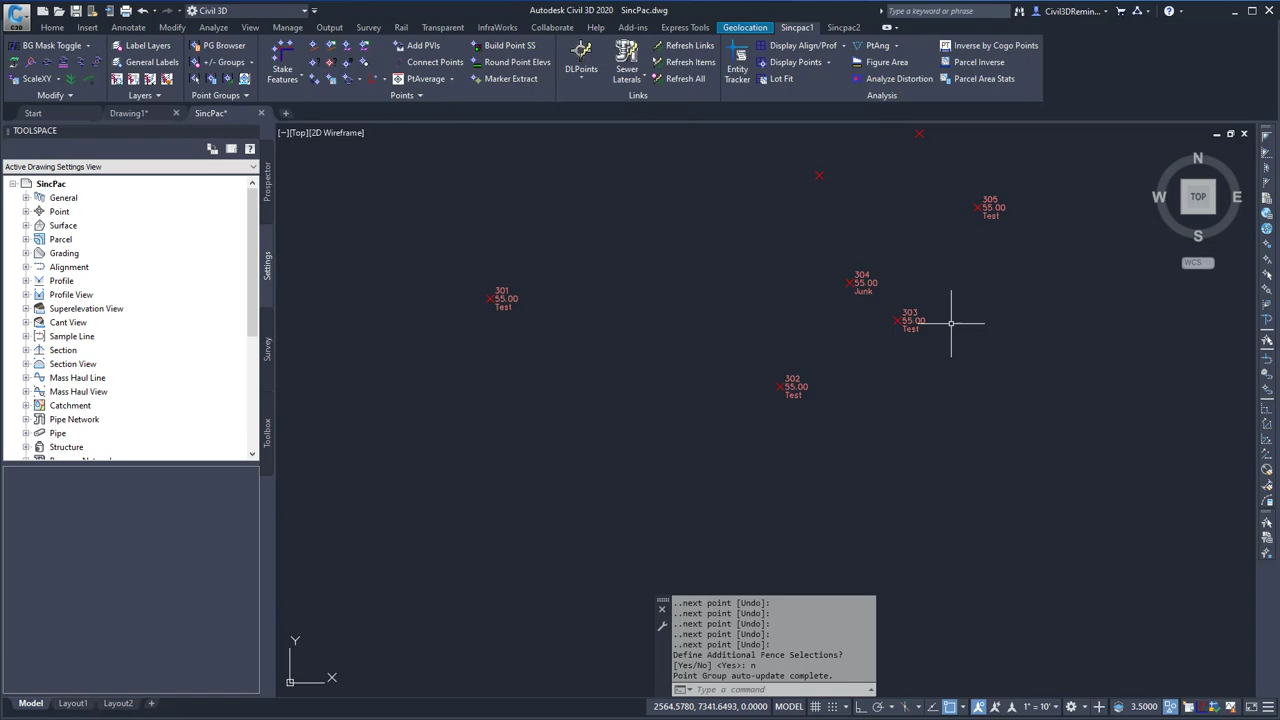 Civil 3D
Autodesk Civil 3D 2020 SincPac.dwg
Type a keyword or phrase
Civil3DRemin...
Home Insert Annotate Modify Analyze View Manage Output Survey Rail Transparent InfraWorks Collaborate Help Add-ins Express Tools Featured Apps Geolocation Sincpac1 Sincpac2
BG Mask Toggle
Label Layers
PG Browser
Add PVIs
Build Point SS
Refresh Links
Display Align/Prof
PtAng
Inverse by Cogo Points
General Labels
+/- Groups
Connect Points
Round Point Elevs
Refresh Items
Display Points
Figure Area
Parcel Inverse
ScaleXY
PtAverage
Marker Extract
Refresh All
Lot Fit
Analyze Distortion
Parcel Area Stats
Stake
Features
DLPoints
Sewer
Laterals
Entity
Tracker
Modify
Layers
Point Groups
Points
Links
Analysis
Start
Drawing1*
SincPac*
TOOLSPACE
[−][Top][2D Wireframe]
Active Drawing Settings View
SincPac
General
Point
Surface
Parcel
Grading
Alignment
Profile
Profile View
Superelevation View
Cant View
Sample Line
Section
Section View
Mass Haul Line
Mass Haul View
Catchment
Pipe Network
Pipe
Structure
Prospector
Settings
Survey
Toolbox
N
W
TOP
E
S
WCS
305
55.00
Test
304
55.00
Junk
301
55.00
Test
303
55.00
Test
302
55.00
Test
Y
X
..next point [Undo]:
..next point [Undo]:
..next point [Undo]:
..next point [Undo]:
..next point [Undo]:
Define Additional Fence Selections?
[Yes/No] <Yes>: n
Point Group auto-update complete.
Type a command
Model
Layout1
Layout2
2564.5780, 7341.6493, 0.0000
MODEL
1" = 10'
3.5000